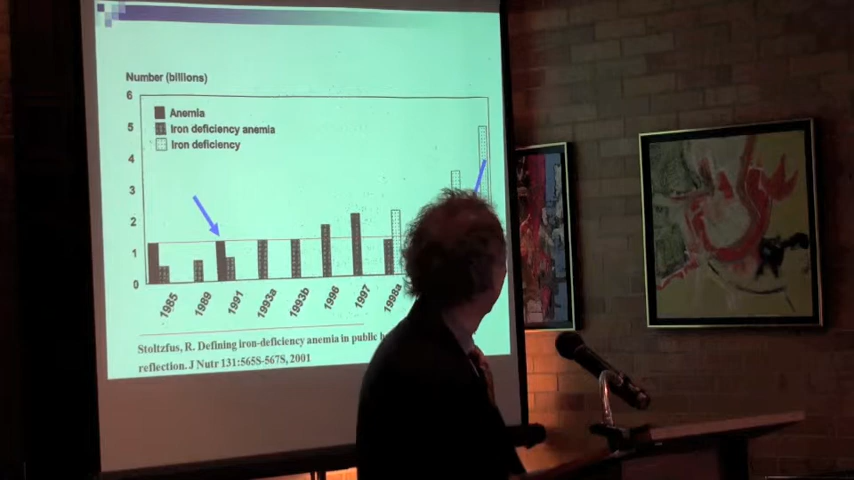 Number (billions)
6
Anemia
5
Iron deficiency anemia
Iron deficiency
4
3
2
1
0
1985
1989
1991
1993a
1993b
1996
1997
1998a
Stoltzfus, R. Defining iron-deficiency anemia in public
reflection. J Nutr 131:565S-567S, 2001